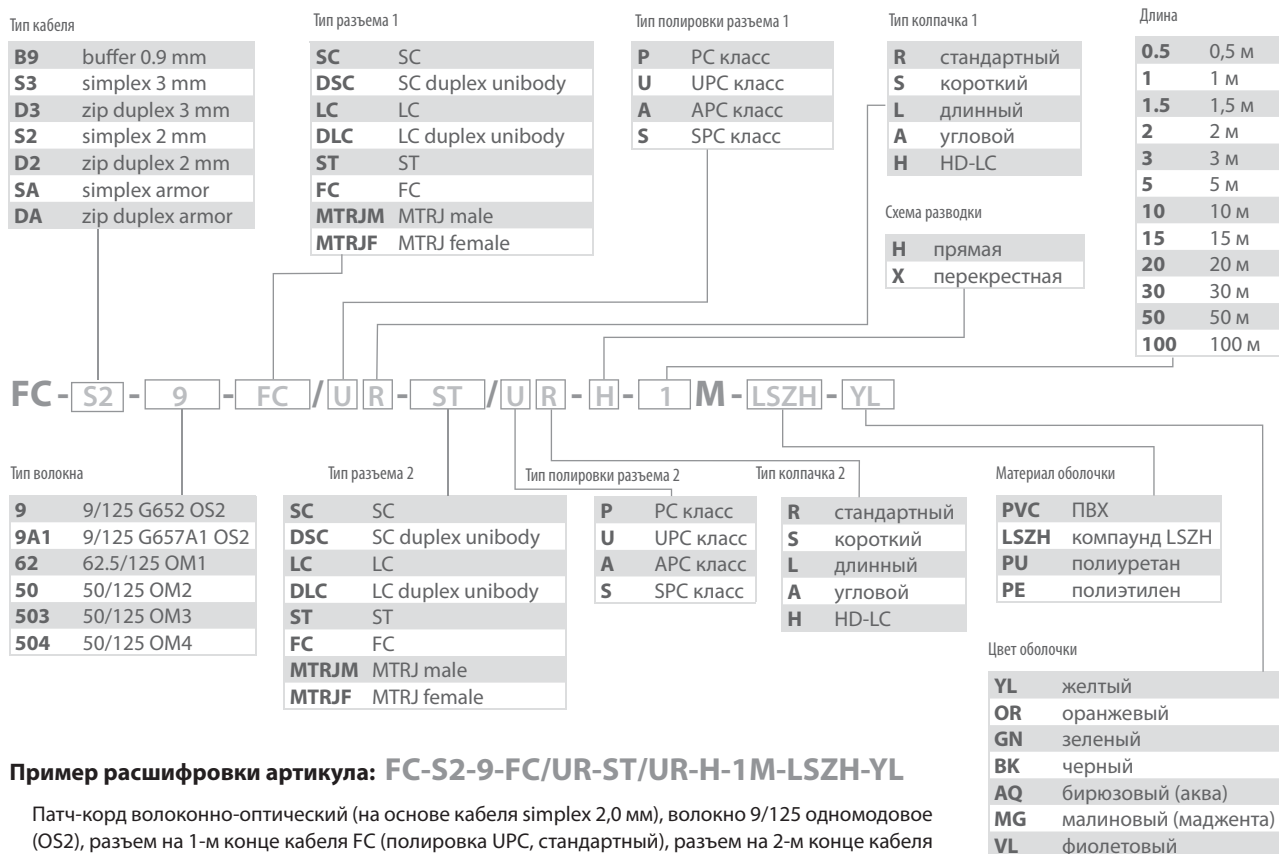 Тип кабеля
B9 buffer 0.9 mm
S3 simplex 3 mm
D3 zip duplex 3 mm
S2 simplex 2 mm
D2 zip duplex 2 mm
SA simplex armor
DA zip duplex armor
Тип разъема 1
SC SC
DSC SC duplex unibody
LC LC
DLC LC duplex unibody
ST ST
FC FC
MTRJM MTRJ male
MTRJF MTRJ female
Тип полировки разъема 1
P PC класс
U UPC класс
A APC класс
S SPC класс
Тип колпачка 1
R стандартный
S короткий
L длинный
A угловой
H HD-LC
Схема разводки
H прямая
X перекрестная
Длина
0.5 0,5 м
1 1 м
1.5 1,5 м
2 2 м
3 3 м
5 5 м
10 10 м
15 15 м
20 20 м
30 30 м
50 50 м
100 100 м
FC-S2-9-FC/UR-ST/UR-H-1M-LSZH-YL
Тип волокна
9 9/125 G652 OS2
9A1 9/125 G657A1 OS2
62 62.5/125 OM1
50 50/125 OM2
503 50/125 OM3
504 50/125 OM4
Тип разъема 2
SC SC
DSC SC duplex unibody
LC LC
DLC LC duplex unibody
ST ST
FC FC
MTRJM MTRJ male
MTRJF MTRJ female
Тип полировки разъема 2
P PC класс
U UPC класс
A APC класс
S SPC класс
Тип колпачка 2
R стандартный
S короткий
L длинный
A угловой
H HD-LC
Материал оболочки
PVC ПВХ
LSZH компаунд LSZH
PU полиуретан
PE полиэтилен
Цвет оболочки
YL желтый
OR оранжевый
GN зеленый
BK черный
AQ бирюзовый (аква)
MG малиновый (маджента)
VL фиолетовый
Пример расшифровки артикула: FC-S2-9-FC/UR-ST/UR-H-1M-LSZH-YL
Патч-корд волоконно-оптический (на основе кабеля simplex 2,0 мм), волокно 9/125 одномодовое
(OS2), разъем на 1-м конце кабеля FC (полировка UPC, стандартный), разъем на 2-м конце кабеля